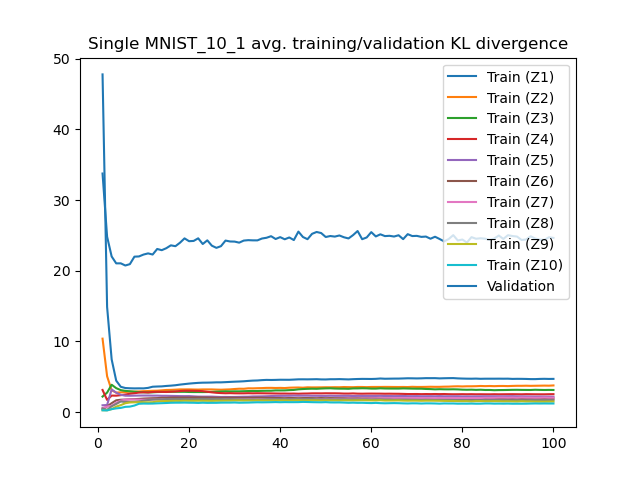 Single MNIST_10_1 avg. training/validation KL divergence
50
40
30
20
10
0
0
20
40
60
80
100
Train (Z1)
Train (Z2)
Train (Z3)
Train (Z4)
Train (Z5)
Train (Z6)
Train (Z7)
Train (Z8)
Train (Z9)
Train (Z10)
Validation